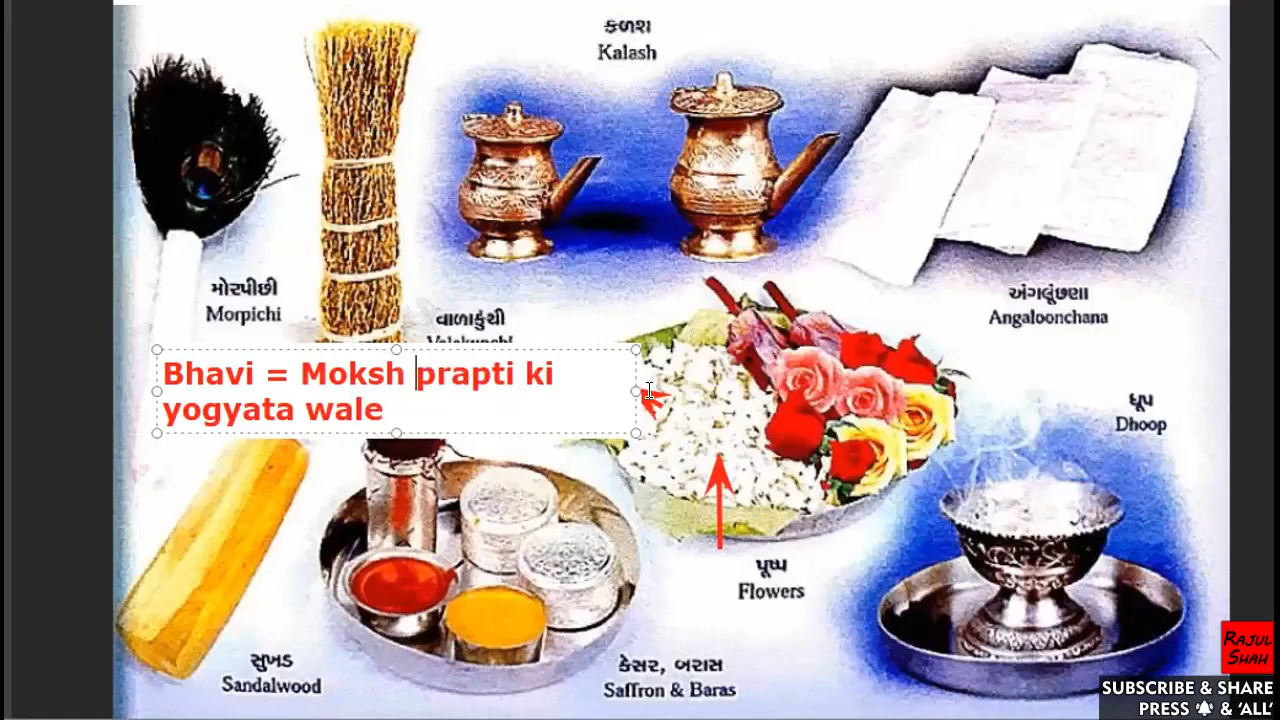 કળશ
Kalash
મોરપીંછી
Morpichi
વાળાકુંચી
અંગલૂંછણા
Angaloonchana
Bhavi = Moksh prapti ki
yogyata wale
ધૂપ
Dhoop
પૂષ્પ
Flowers
સુખડ
Sandalwood
કેસર, બરાસ
Saffron & Baras
RAJUL
SHAH
SUBSCRIBE & SHARE
PRESS & ‘ALL’